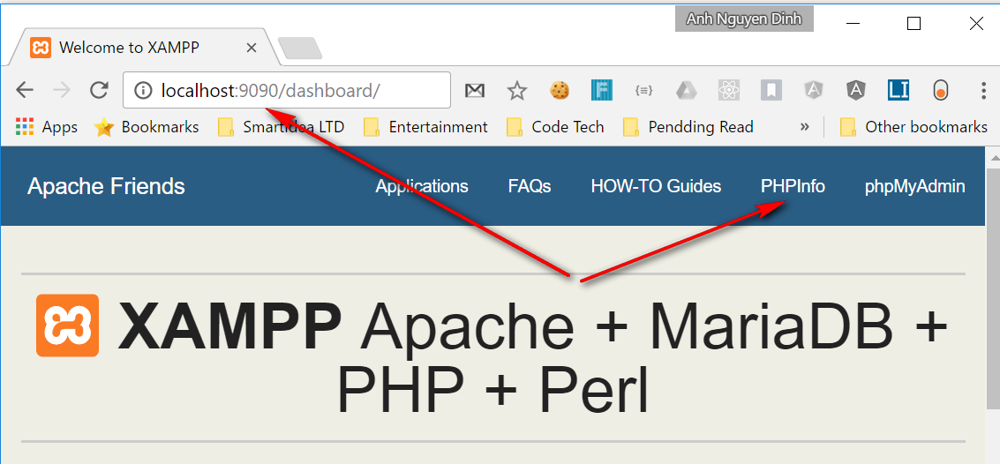 Anh Nguyen Dinh
Welcome to XAMPP
localhost:9090/dashboard/
Apps Bookmarks Smartidea LTD Entertainment Code Tech Pendding Read » Other bookmarks
Apache Friends Applications FAQs HOW-TO Guides PHPInfo phpMyAdmin
XAMPP Apache + MariaDB +
PHP + Perl